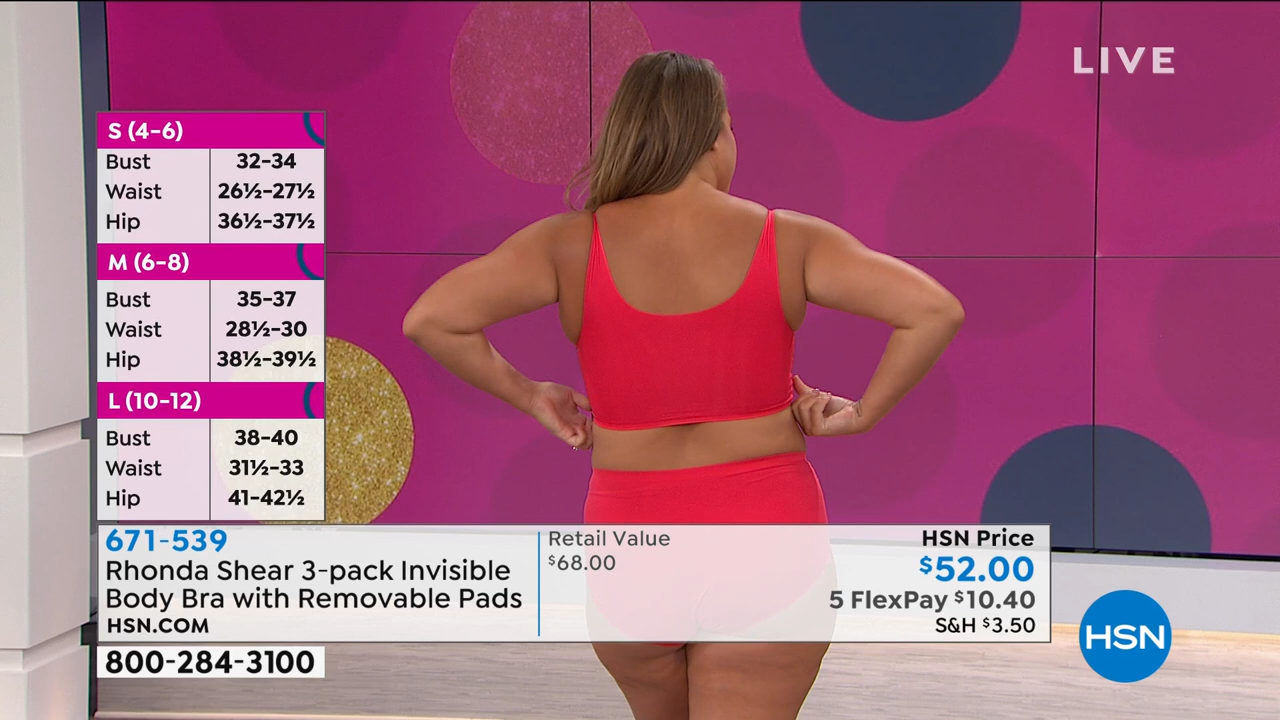 LIVE
S (4-6)
Bust 32-34
Waist 26½-27½
Hip 36½-37½
M (6-8)
Bust 35-37
Waist 28½-30
Hip 38½-39½
L (10-12)
Bust 38-40
Waist 31½-33
Hip 41-42½
671-539
Rhonda Shear 3-pack Invisible
Body Bra with Removable Pads
HSN.COM
Retail Value
$68.00
HSN Price
$52.00
5 FlexPay $10.40
S&H $3.50
800-284-3100
HSN